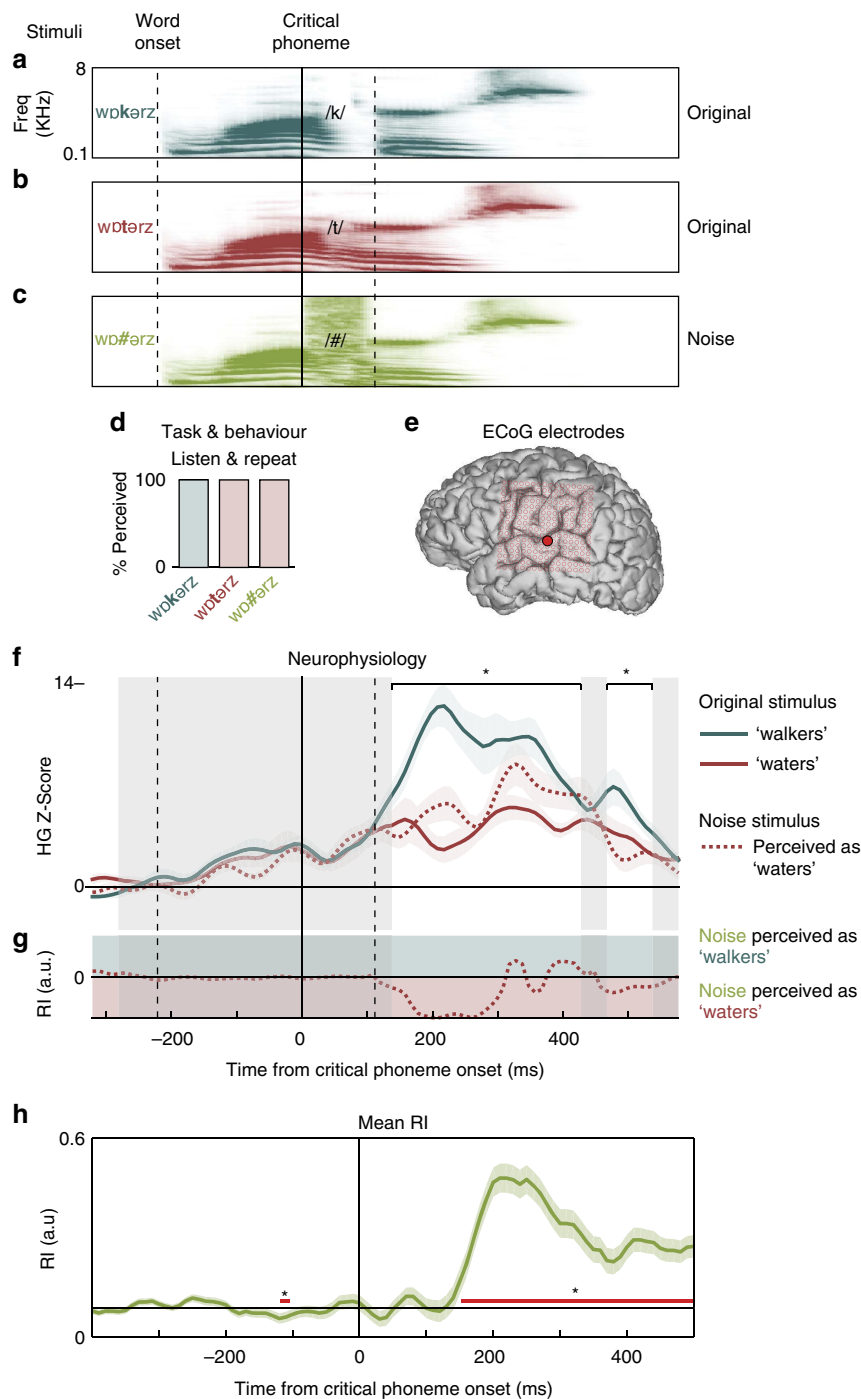 Stimuli
Word onset
Critical phoneme
a
8
Freq (KHz)
0.1
wɒkərz
/k/
Original
b
wɒtərz
/t/
Original
c
wɒ#ərz
/#/
Noise
d
Task & behaviour
Listen & repeat
100
0
% Perceived
wɒkərz
wɒtərz
wɒ#ərz
e
ECoG electrodes
f
Neurophysiology
14–
0
HG Z-Score
*
*
Original stimulus
'walkers'
'waters'
Noise stimulus
Perceived as 'waters'
g
0
RI (a.u.)
Noise perceived as 'walkers'
Noise perceived as 'waters'
–200
0
200
400
Time from critical phoneme onset (ms)
h
Mean RI
0.6
0
RI (a.u)
*
*
–200
0
200
400
Time from critical phoneme onset (ms)